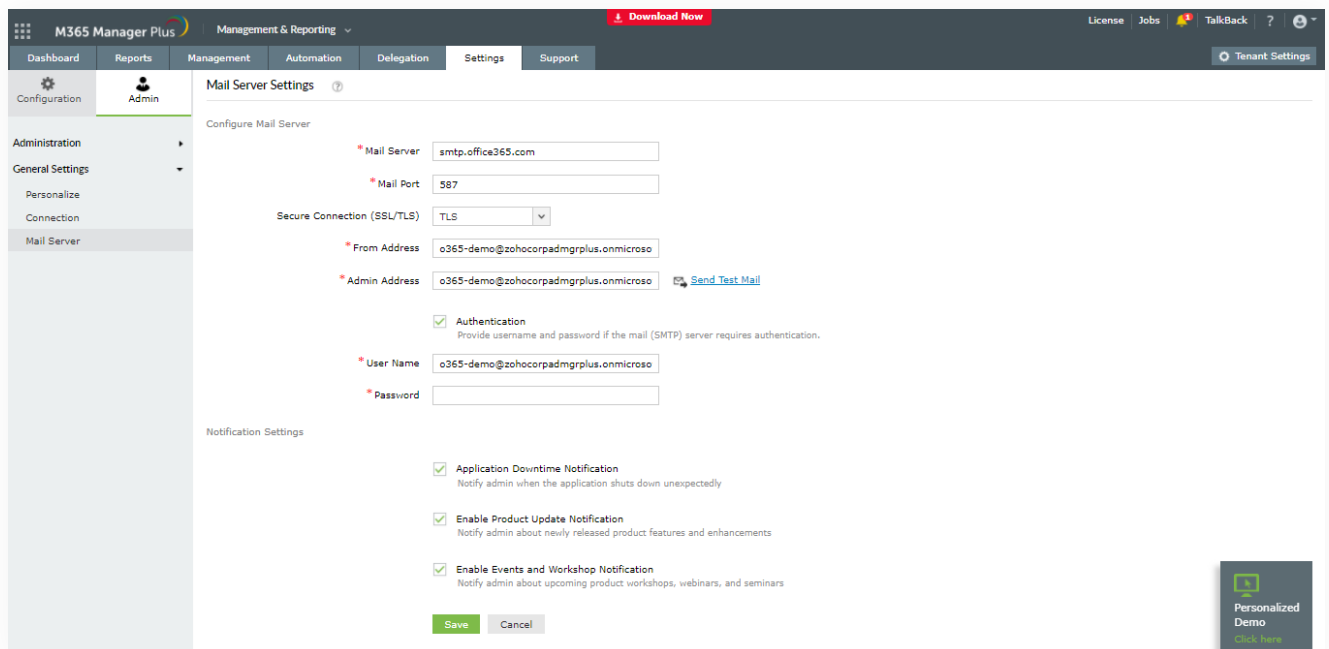 Download Now
M365 Manager Plus
Management & Reporting
License
Jobs
1
TalkBack
?
Dashboard
Reports
Management
Automation
Delegation
Settings
Support
Tenant Settings
Configuration
Admin
Administration
General Settings
Personalize
Connection
Mail Server
Mail Server Settings ?
Configure Mail Server
* Mail Server smtp.office365.com
* Mail Port 587
Secure Connection (SSL/TLS) TLS
* From Address o365-demo@zohocorpadmgrplus.onmicroso
* Admin Address o365-demo@zohocorpadmgrplus.onmicroso Send Test Mail
Authentication
Provide username and password if the mail (SMTP) server requires authentication.
* User Name o365-demo@zohocorpadmgrplus.onmicroso
* Password
Notification Settings
Application Downtime Notification
Notify admin when the application shuts down unexpectedly
Enable Product Update Notification
Notify admin about newly released product features and enhancements
Enable Events and Workshop Notification
Notify admin about upcoming product workshops, webinars, and seminars
Save Cancel
Personalized
Demo
Click here